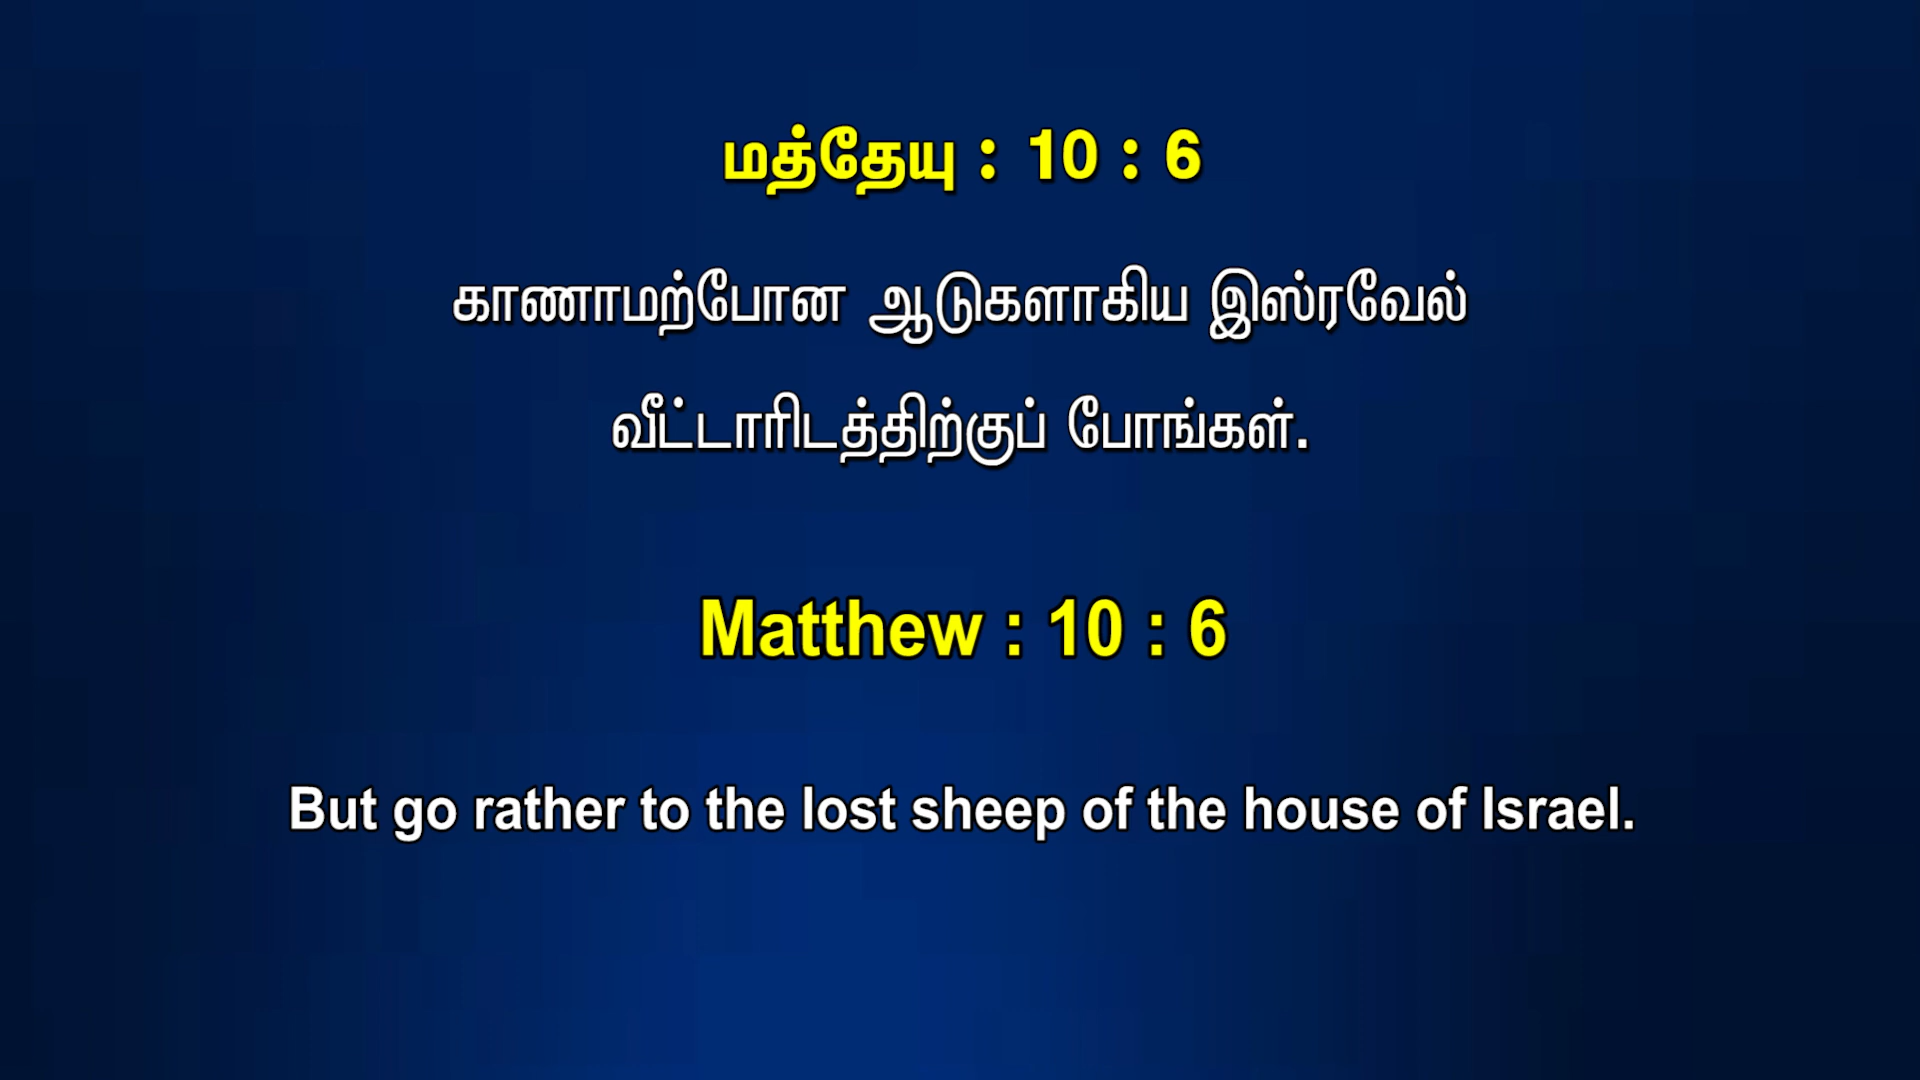 மத்தேயு : 10 : 6
காணாமற்போன ஆடுகளாகிய இஸ்ரவேல்
வீட்டாரிடத்திற்குப் போங்கள்.
Matthew : 10 : 6
But go rather to the lost sheep of the house of Israel.